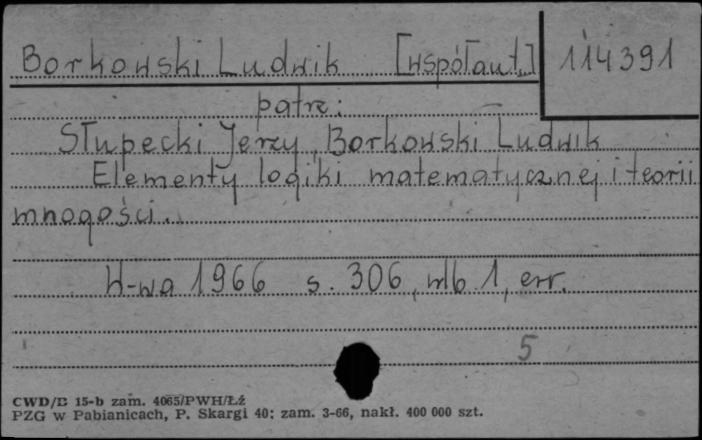 Borkowski Ludwik [współaut.]
114391
patrz:
Słupecki Jerzy, Borkowski Ludwik
Elementy logiki matematycznej i teorii
mnogości.
W-wa 1966 s. 306, nlb 1, err.
5
CWD/B 15-b zam. 4065/PWH/Łź
PZG w Pabianicach, P. Skargi 40; zam. 3-66, nakł. 400 000 szt.